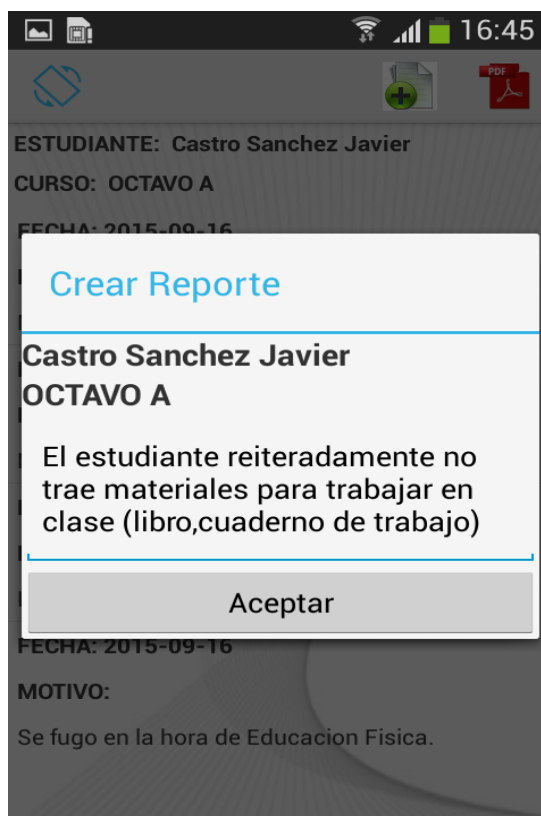 16:45
PDF
ESTUDIANTE: Castro Sanchez Javier
CURSO: OCTAVO A
FECHA: 2015-09-16
Crear Reporte
Castro Sanchez Javier
OCTAVO A
El estudiante reiteradamente no
trae materiales para trabajar en
clase (libro,cuaderno de trabajo)
Aceptar
FECHA: 2015-09-16
MOTIVO:
Se fugo en la hora de Educacion Fisica.